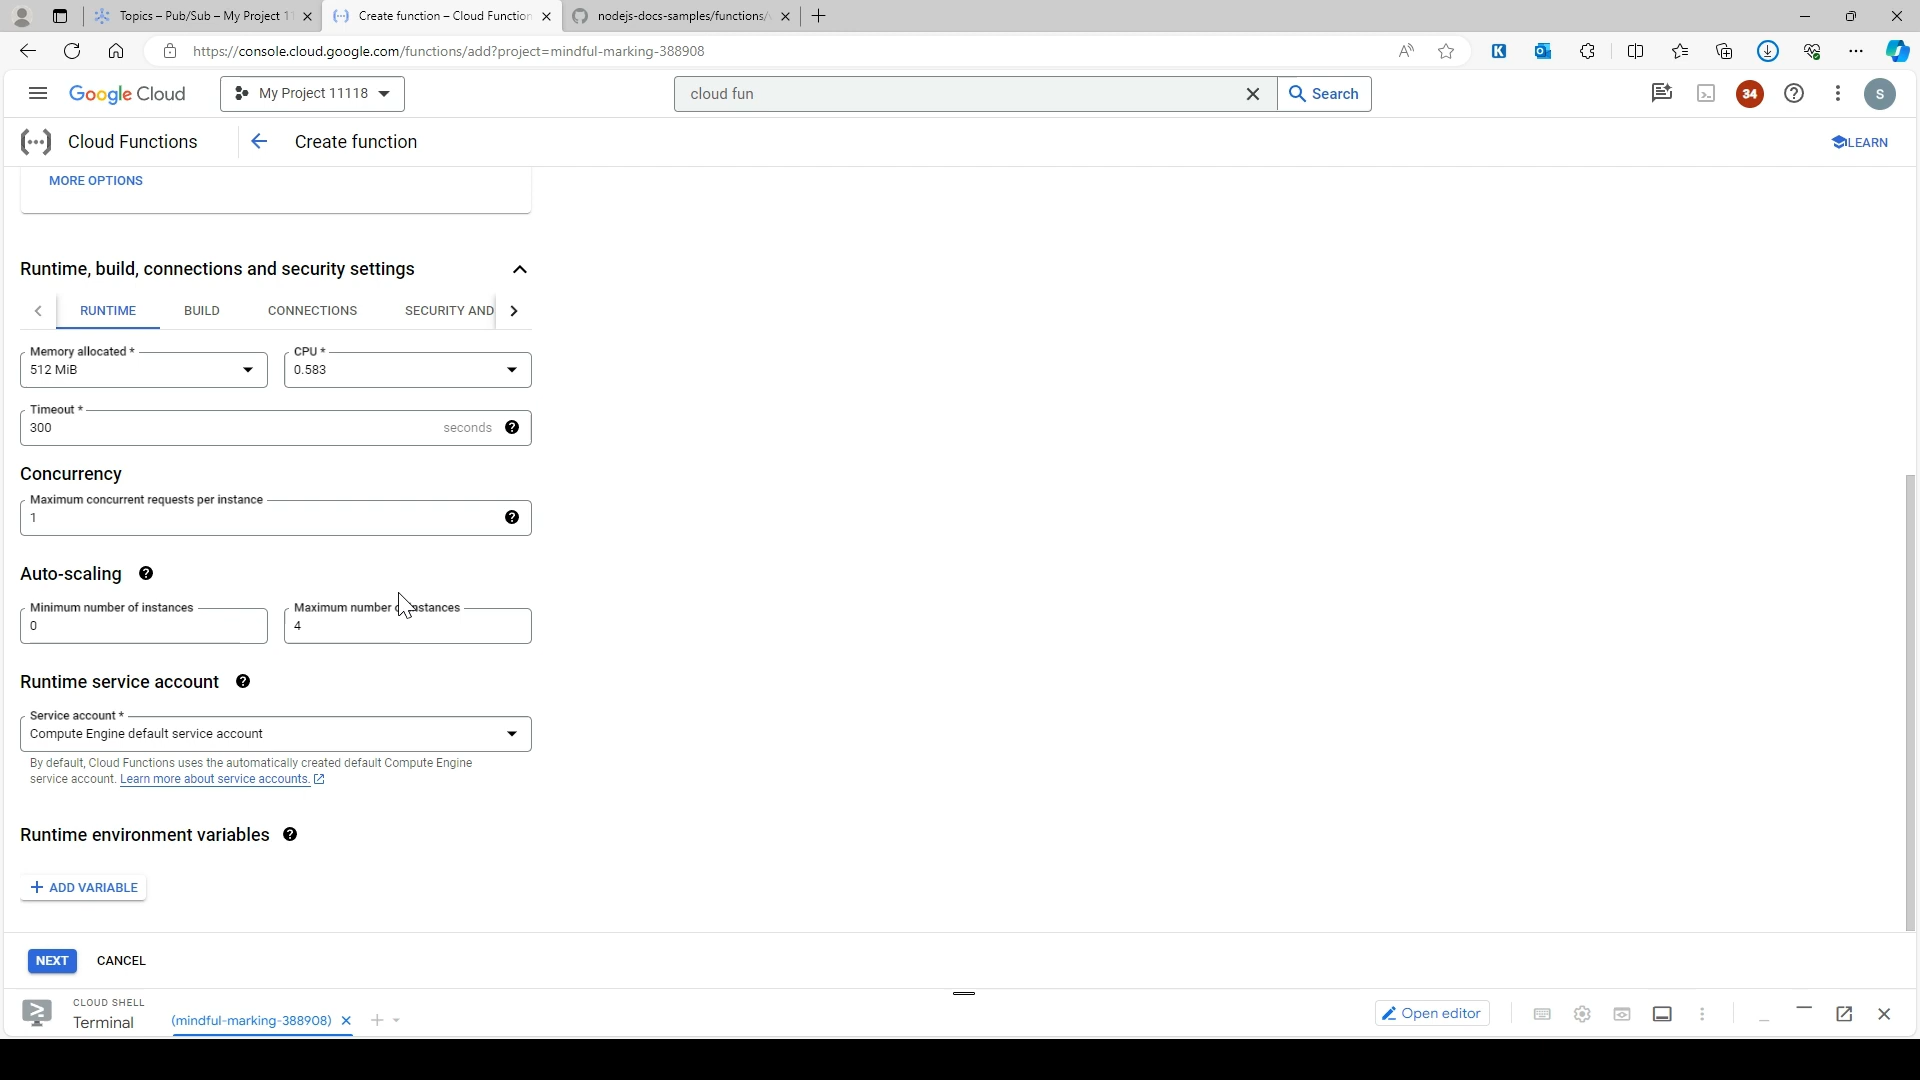 Topics – Pub/Sub – My Project 1
Create function – Cloud Function
nodejs-docs-samples/functions/
https://console.cloud.google.com/functions/add?project=mindful-marking-388908
Google Cloud
My Project 11118
cloud fun
Search
34
S
Cloud Functions
Create function
LEARN
MORE OPTIONS
Runtime, build, connections and security settings
RUNTIME
BUILD
CONNECTIONS
SECURITY AND
Memory allocated *
512 MiB
CPU *
0.583
Timeout *
300
seconds
Concurrency
Maximum concurrent requests per instance
1
Auto-scaling
Minimum number of instances
0
Maximum number stances
4
Runtime service account
Service account *
Compute Engine default service account
By default, Cloud Functions uses the automatically created default Compute Engine
service account. Learn more about service accounts.
Runtime environment variables
ADD VARIABLE
NEXT
CANCEL
CLOUD SHELL
Terminal
(mindful-marking-388908)
Open editor